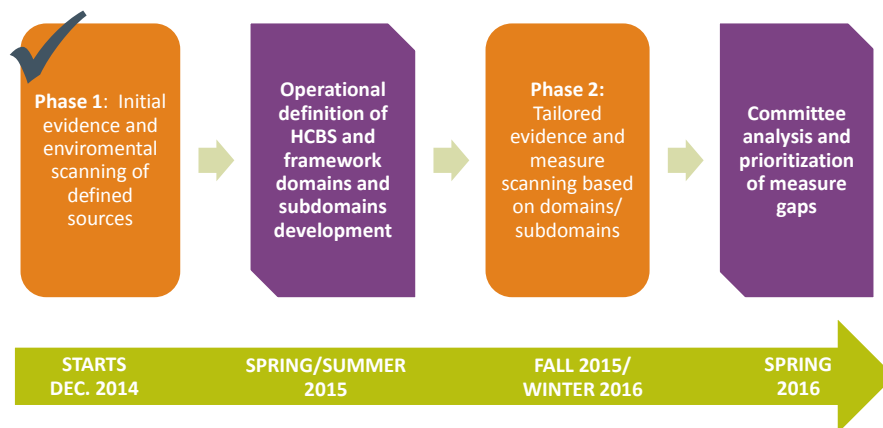 Phase 1:  Initial
evidence and
enviromental
scanning of
defined
sources
Operational
definition of
HCBS and
framework
domains and
subdomains
development
Phase 2:
Tailored
evidence and
measure
scanning based
on domains/
subdomains
Committee
analysis and
prioritization
of measure
gaps
STARTS
DEC. 2014
SPRING/SUMMER
2015
FALL 2015/
WINTER 2016
SPRING
2016